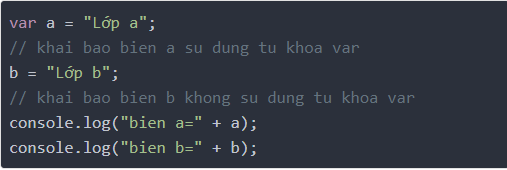 var a = "Lớp a";
// khai bao bien a su dung tu khoa var
b = "Lớp b";
// khai bao bien b khong su dung tu khoa var
console.log("bien a=" + a);
console.log("bien b=" + b);